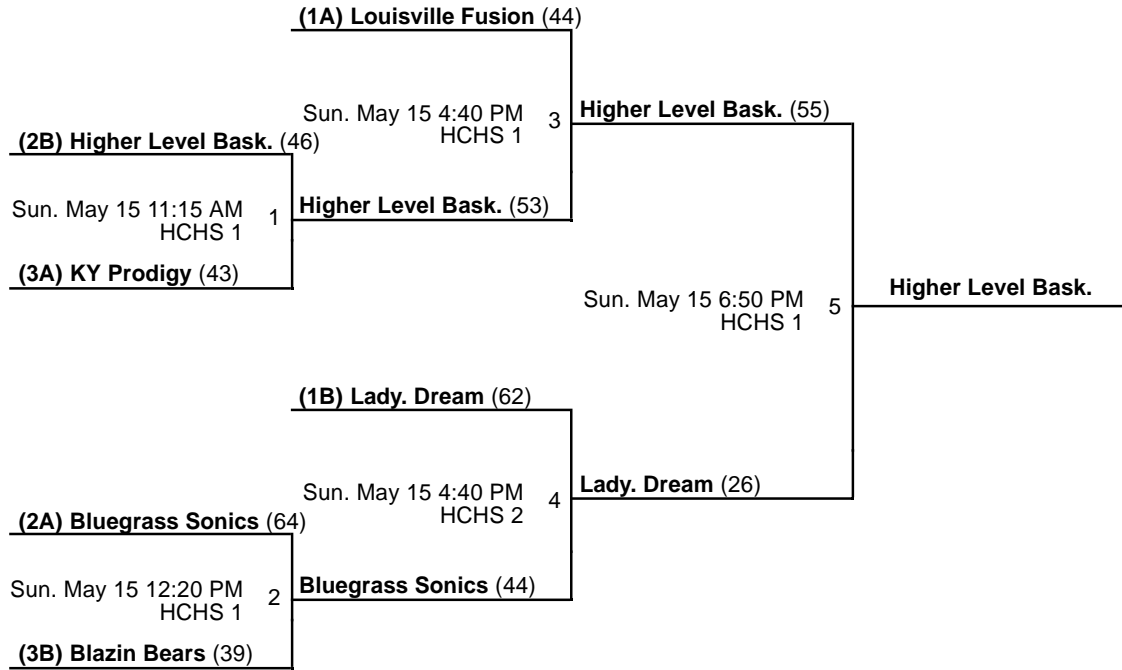 (1A) Louisville Fusion (44)
Sun. May 15 4:40 PM
HCHS 1
3
Higher Level Bask. (55)
(2B) Higher Level Bask. (46)
Sun. May 15 11:15 AM
HCHS 1
1
Higher Level Bask. (53)
(3A) KY Prodigy (43)
Sun. May 15 6:50 PM
HCHS 1
5
Higher Level Bask.
(1B) Lady. Dream (62)
Sun. May 15 4:40 PM
HCHS 2
4
Lady. Dream (26)
(2A) Bluegrass Sonics (64)
Sun. May 15 12:20 PM
HCHS 1
2
Bluegrass Sonics (44)
(3B) Blazin Bears (39)